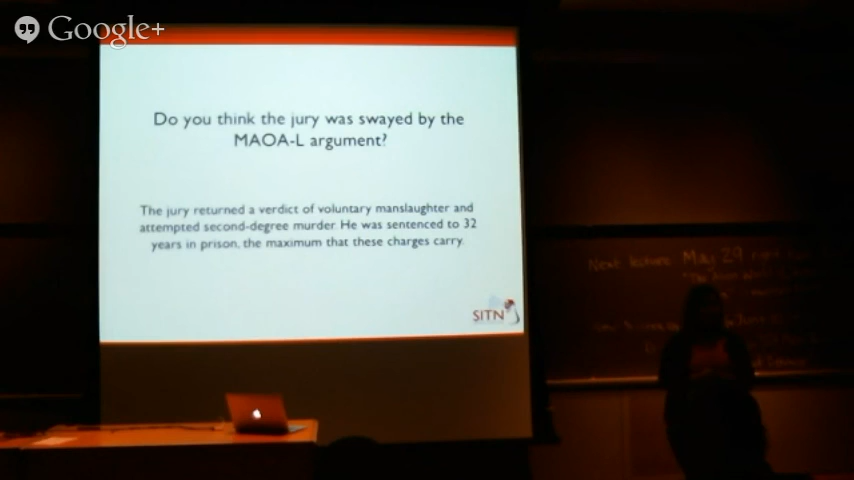 Google+
Do you think the jury was swayed by the
MAOA-L argument?
The jury returned a verdict of voluntary manslaughter and
attempted second-degree murder. He was sentenced to 32
years in prison, the maximum that these charges carry.
SITN
Next lecture May 29